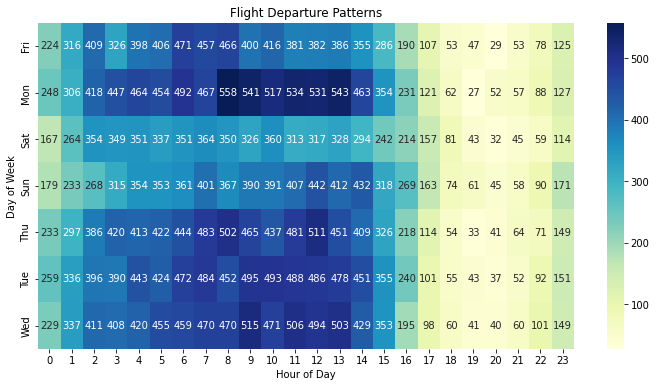 Flight Departure Patterns
Fri 224 316 409 326 398 406 471 457 466 400 416 381 382 386 355 286 190 107 53 47 29 53 78 125
Mon 248 306 418 447 464 454 492 467 558 541 517 534 531 543 463 354 231 121 62 27 52 57 88 127
Sat 167 264 354 349 351 337 351 364 350 326 360 313 317 328 294 242 214 157 81 43 32 45 59 114
Sun 179 233 268 315 354 353 361 401 367 390 391 407 442 412 432 318 269 163 74 61 45 58 90 171
Thu 233 297 386 420 413 422 444 483 502 465 437 481 511 451 409 326 218 114 54 33 41 64 71 149
Tue 259 336 396 390 443 424 472 484 452 495 493 488 486 478 451 355 240 101 55 43 37 52 92 151
Wed 229 337 411 408 420 455 459 470 470 515 471 506 494 503 429 353 195 98 60 41 40 60 101 149
0 1 2 3 4 5 6 7 8 9 10 11 12 13 14 15 16 17 18 19 20 21 22 23
Hour of Day
Day of Week
500
400
300
200
100